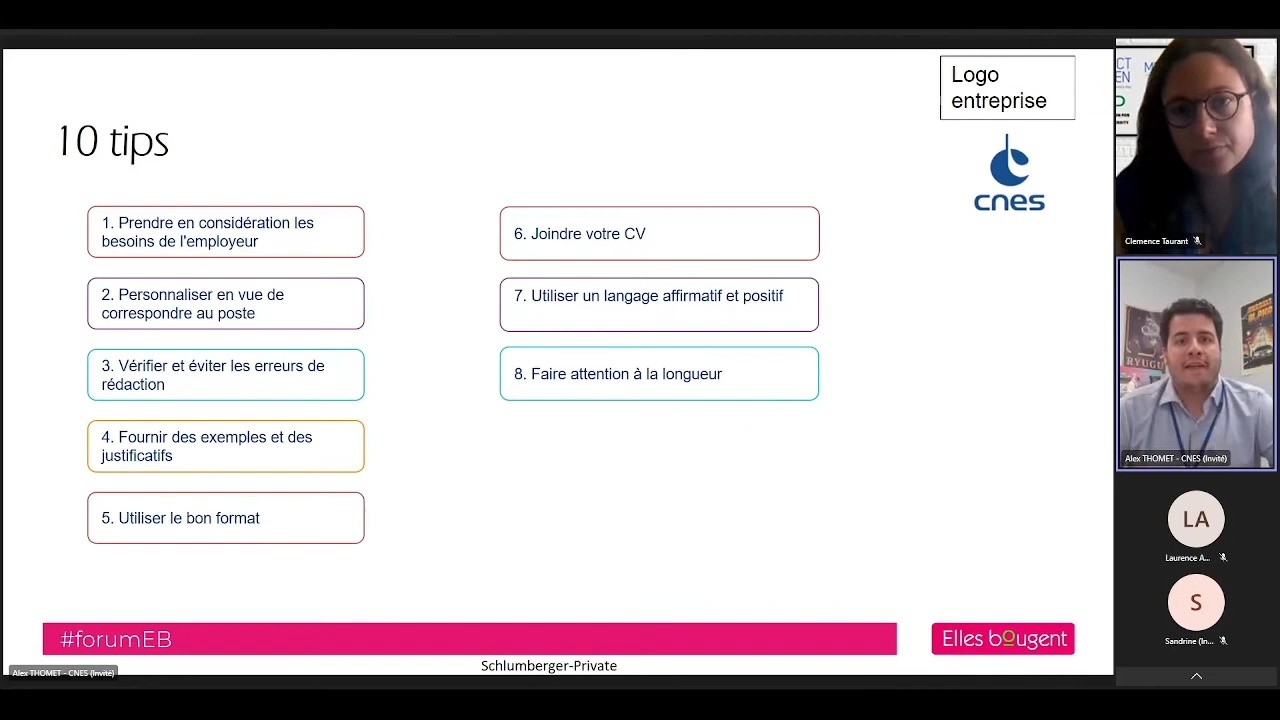 Logo
entreprise
cnes
10 tips
1. Prendre en considération les
besoins de l'employeur
2. Personnaliser en vue de
correspondre au poste
3. Vérifier et éviter les erreurs de
rédaction
4. Fournir des exemples et des
justificatifs
5. Utiliser le bon format
6. Joindre votre CV
7. Utiliser un langage affirmatif et positif
8. Faire attention à la longueur
#forumEB
Elles bougent
Schlumberger-Private
Alex THOMET - CNES (Invité)
Clemence Taurant
RYUGU
Alex THOMET - CNES (Invité)
LA
Laurence A...
S
Sandrine (In...